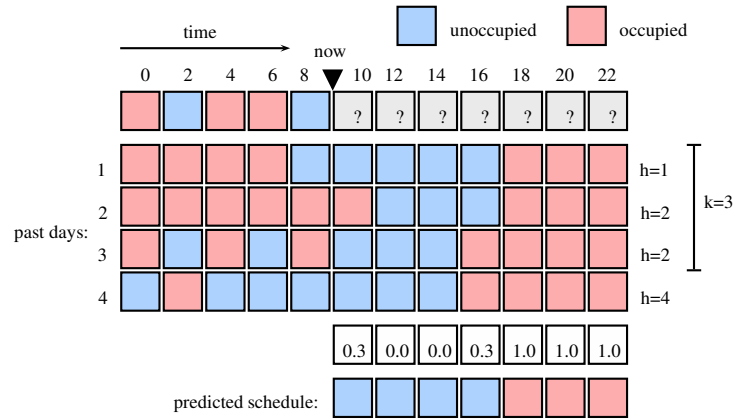 time
unoccupied
occupied
now
0 2 4 6 8 10 12 14 16 18 20 22
? ? ? ? ? ? ?
1 h=1
2 h=2
k=3
past days:
3 h=2
4 h=4
0.3 0.0 0.0 0.3 1.0 1.0 1.0
predicted schedule: